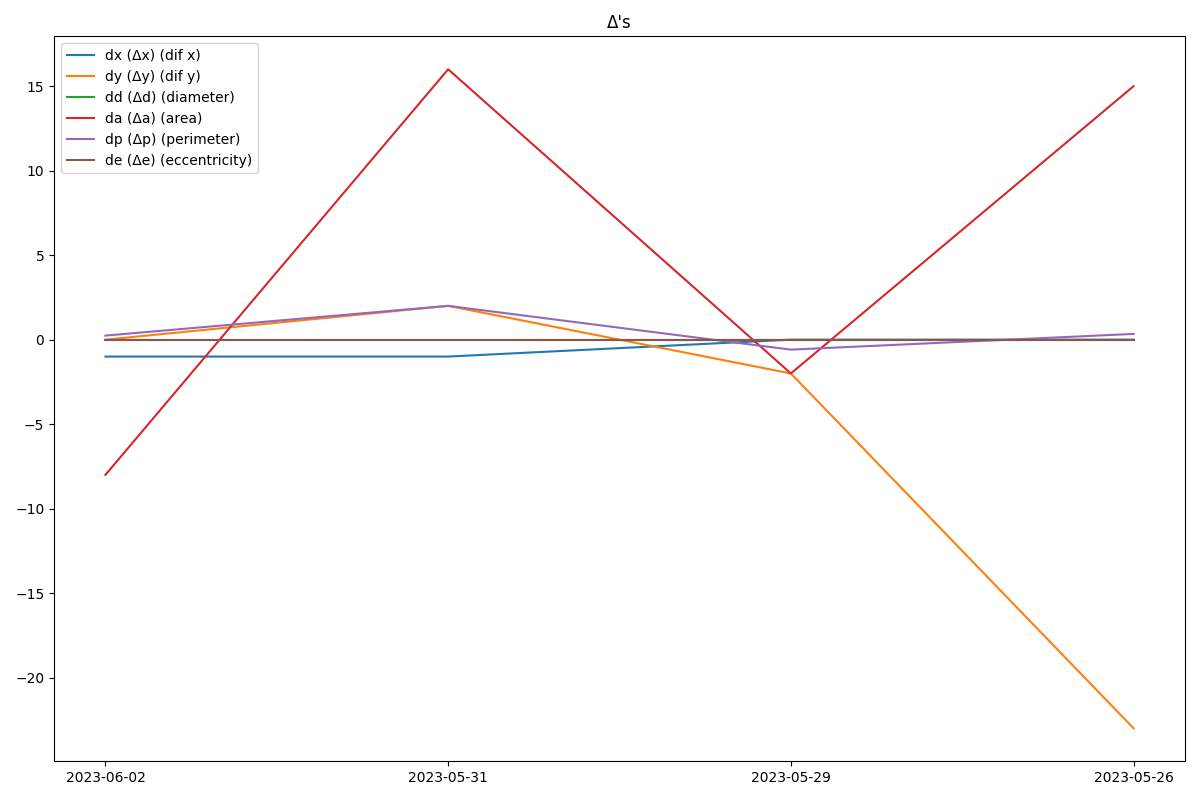 Δ's
dx (Δx) (dif x)
dy (Δy) (dif y)
dd (Δd) (diameter)
da (Δa) (area)
dp (Δp) (perimeter)
de (Δe) (eccentricity)
15
10
5
0
−5
−10
−15
−20
2023-06-02 2023-05-31 2023-05-29 2023-05-26